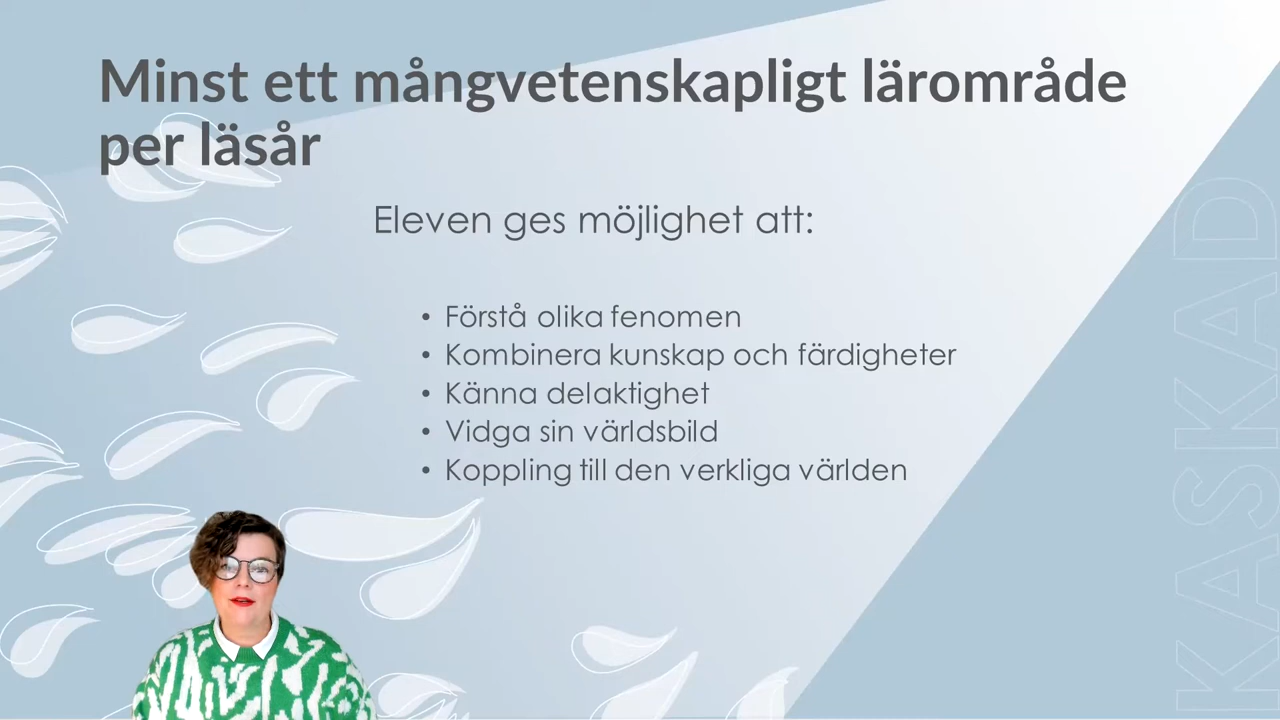 Minst ett mångvetenskapligt lärområde
per läsår
Eleven ges möjlighet att:
• Förstå olika fenomen
• Kombinera kunskap och färdigheter
• Känna delaktighet
• Vidga sin världsbild
• Koppling till den verkliga världen
KASKAD